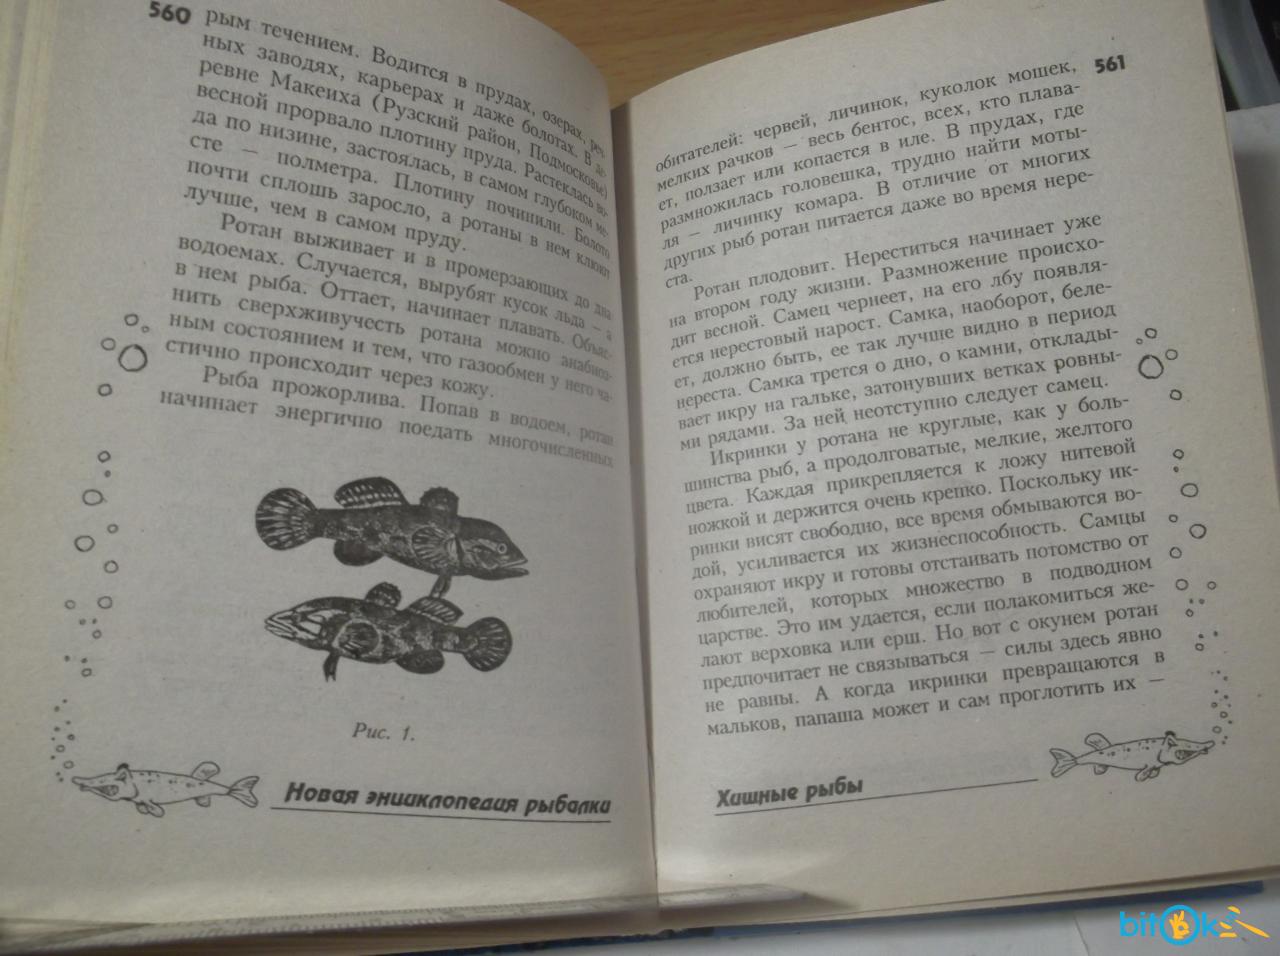 560
рым течением. Водится в прудах, озерах, реч-
ных заводях, карьерах и даже болотах. В де-
ревне Макеиха (Рузский район, Подмосковье)
весной прорвало плотину пруда. Растеклась во-
да по низине, застоялась, в самом глубоком ме-
сте — полметра. Плотину починили. Болото
почти сплошь заросло, а ротаны в нем клюют
лучше, чем в самом пруду.
Ротан выживает и в промерзающих до дна
водоемах. Случается, вырубят кусок льда — а
в нем рыба. Оттает, начинает плавать. Объяс-
нить сверхживучесть ротана можно анабиоз-
ным состоянием и тем, что газообмен у него ча-
стично происходит через кожу.
Рыба прожорлива. Попав в водоем, ротан
начинает энергично поедать многочисленных
Рис. 1.
Новая энциклопедия рыбалки
561
обитателей: червей, личинок, куколок мошек,
мелких рачков — весь бентос, всех, кто плава-
ет, ползает или копается в иле. В прудах, где
размножилась головешка, трудно найти моты-
ля — личинку комара. В отличие от многих
других рыб ротан питается даже во время нере-
ста.
Ротан плодовит. Нереститься начинает уже
на втором году жизни. Размножение происхо-
дит весной. Самец чернеет, на его лбу появля-
ется нерестовый нарост. Самка, наоборот, беле-
ет, должно быть, ее так лучше видно в период
нереста. Самка трется о дно, о камни, отклады-
вает икру на гальке, затонувших ветках ровны-
ми рядами. За ней неотступно следует самец.
Икринки у ротана не круглые, как у боль-
шинства рыб, а продолговатые, мелкие, желтого
цвета. Каждая прикрепляется к ложу нитевой
ножкой и держится очень крепко. Поскольку ик-
ринки висят свободно, все время обмываются во-
дой, усиливается их жизнеспособность. Самцы
охраняют икру и готовы отстаивать потомство от
любителей, которых множество в подводном
царстве. Это им удается, если полакомиться же-
лают верховка или ерш. Но вот с окунем ротан
предпочитает не связываться — силы здесь явно
не равны. А когда икринки превращаются в
мальков, папаша может и сам проглотить их —
Хищные рыбы
bitok